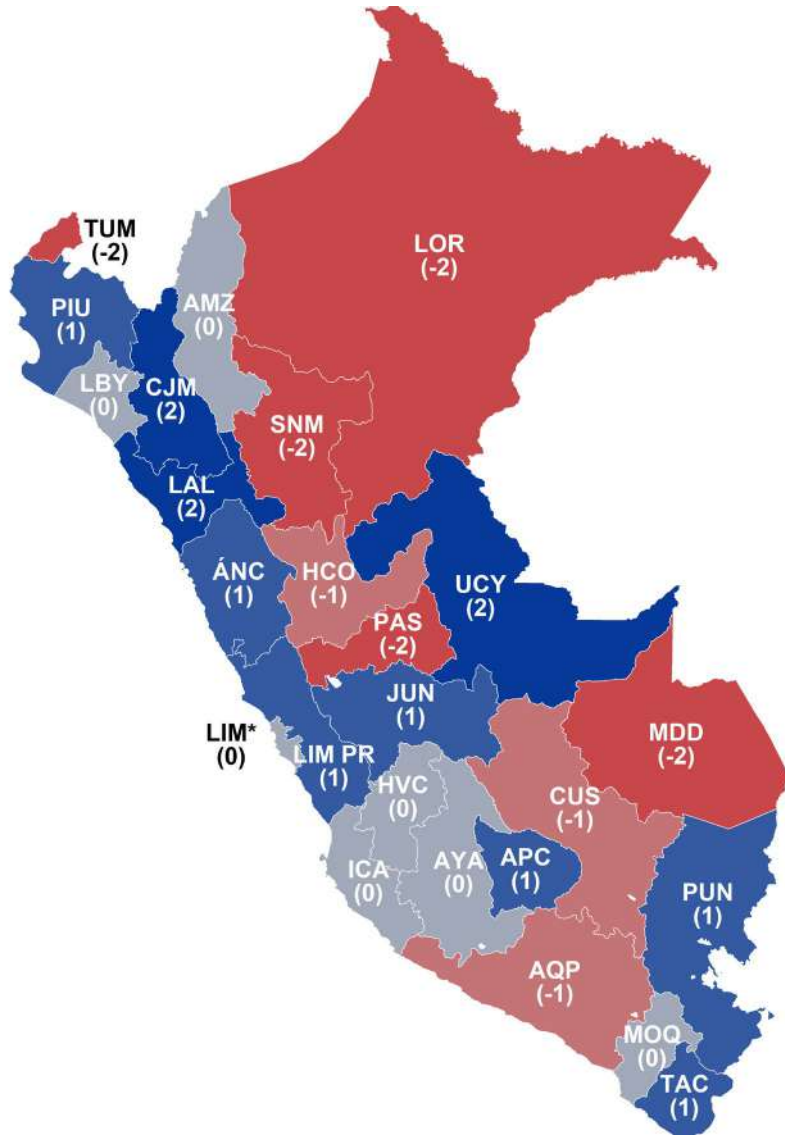 TUM
(-2)
LOR
(-2)
PIU
(1)
AMZ
(0)
LBY
(0)
CJM
(2)
SNM
(-2)
LAL
(2)
ÁNC
(1)
HCO
(-1)
UCY
(2)
PAS
(-2)
JUN
(1)
LIM*
(0)
LIM PR
(1)
MDD
(-2)
HVC
(0)
CUS
(-1)
ICA
(0)
AYA
(0)
APC
(1)
PUN
(1)
AQP
(-1)
MOQ
(0)
TAC
(1)